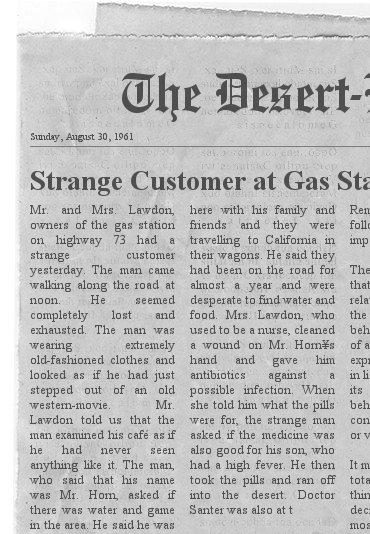 The Desert-
Sunday, August 30, 1961
Strange Customer at Gas Sta
Mr. and Mrs. Lawdon,
owners of the gas station
on highway 73 had a
strange customer
yesterday. The man came
walking along the road at
noon. He seemed
completely lost and
exhausted. The man was
wearing extremely
old-fashioned clothes and
looked as if he had just
stepped out of an old
western-movie. Mr.
Lawdon told us that the
man examined his café as if
he had never seen
anything like it. The man,
who said that his name
was Mr. Horn, asked if
there was water and game
in the area. He said he was
here with his family and
friends and they were
travelling to California in
their wagons. He said they
had been on the road for
almost a year and were
desperate to find water and
food. Mrs. Lawdon, who
used to be a nurse, cleaned
a wound on Mr. Horn¥s
hand and gave him
antibiotics against a
possible infection. When
she told him what the pills
were for, the strange man
asked if the medicine was
also good for his son, who
had a high fever. He then
took the pills and ran off
into the desert. Doctor
Santer was also at t
Rem
follo
imp
The
that
rela
the
beh
of a
expr
in li
its
beh
con
or v
It m
tota
thin
deci
mos